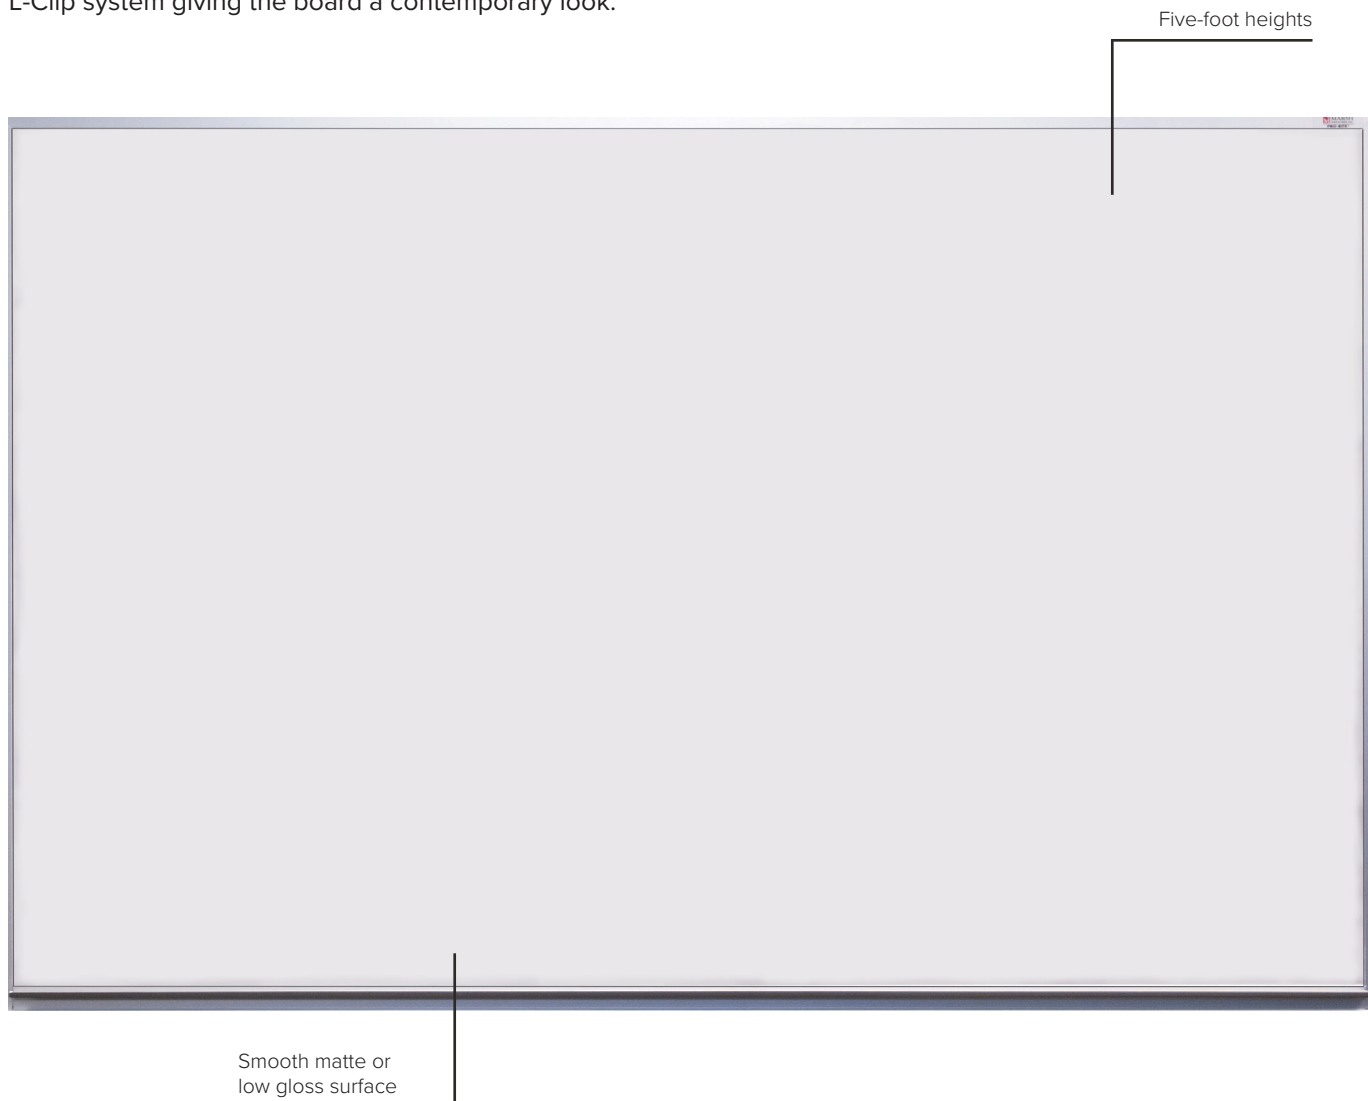 L-Clip system giving the board a contemporary look.
Five-foot heights
Smooth matte or
low gloss surface